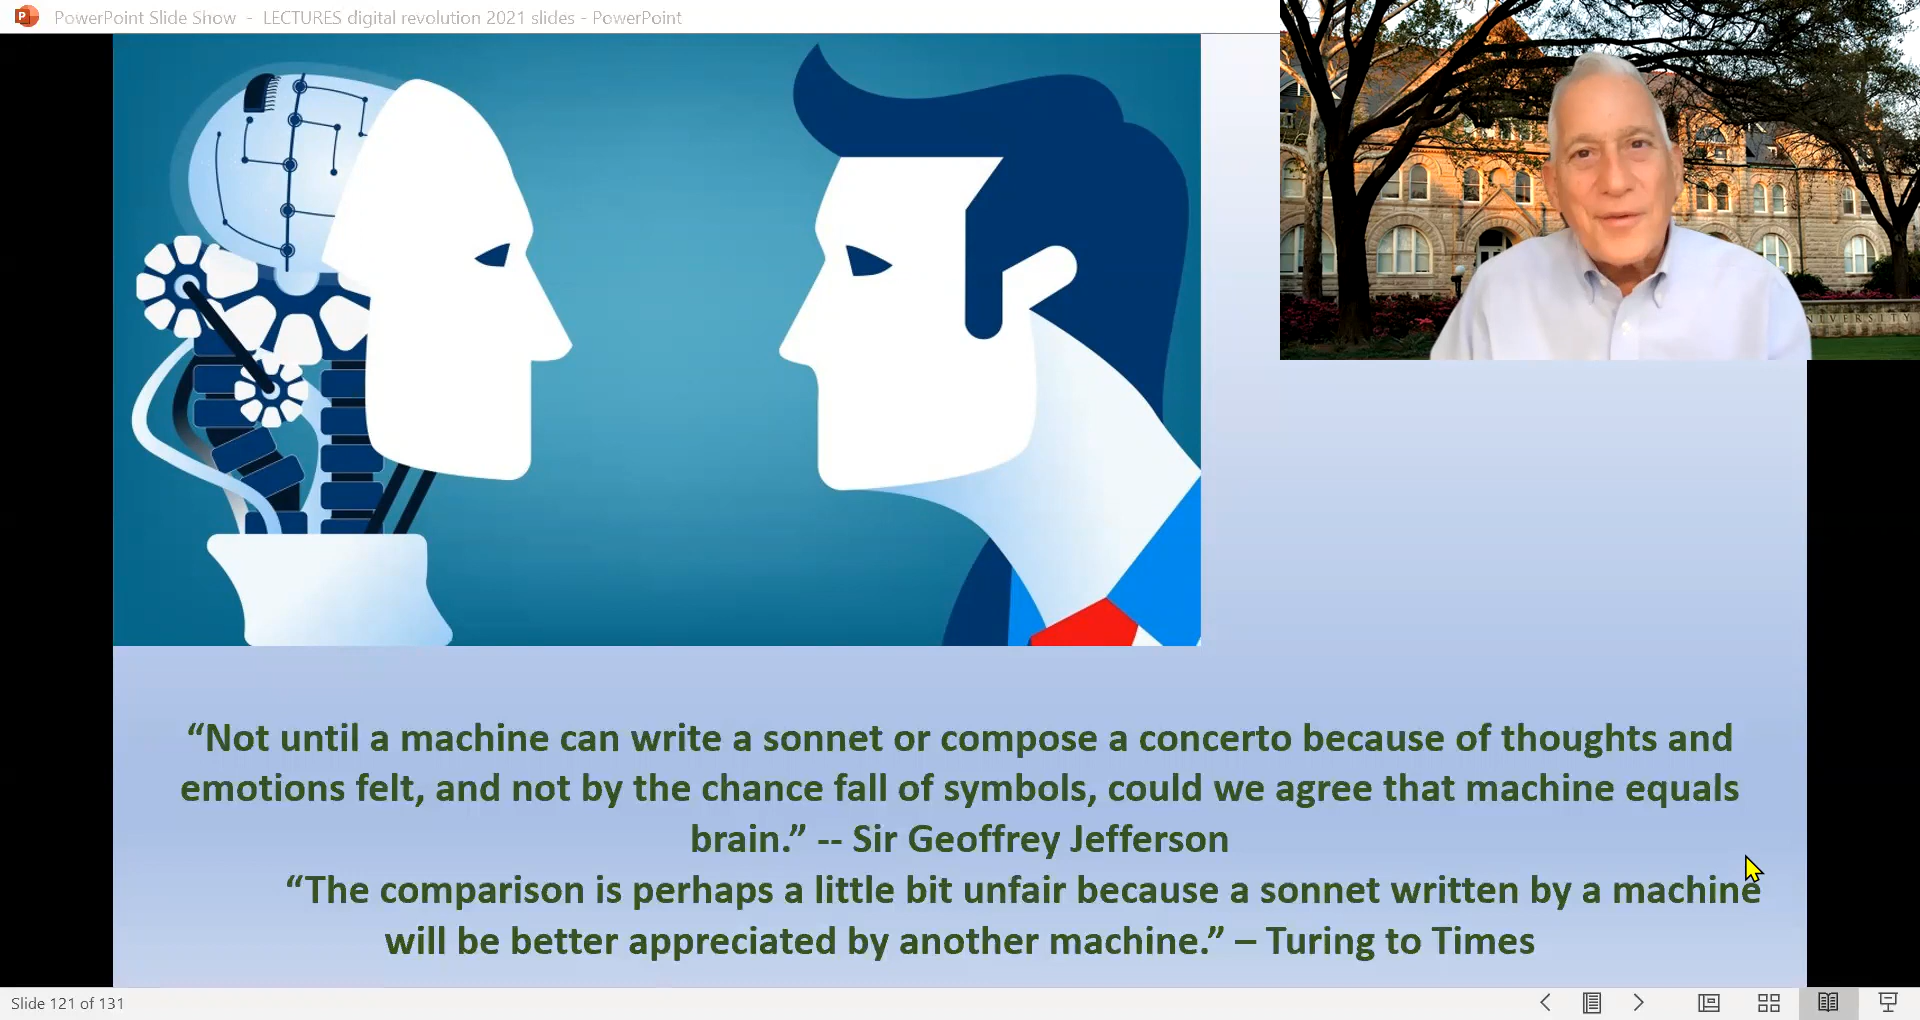 PowerPoint Slide Show - LECTURES digital revolution 2021 slides - PowerPoint
NIVERSITY
“Not until a machine can write a sonnet or compose a concerto because of thoughts and
emotions felt, and not by the chance fall of symbols, could we agree that machine equals
brain.” -- Sir Geoffrey Jefferson
“The comparison is perhaps a little bit unfair because a sonnet written by a machine
will be better appreciated by another machine.” – Turing to Times
Slide 121 of 131